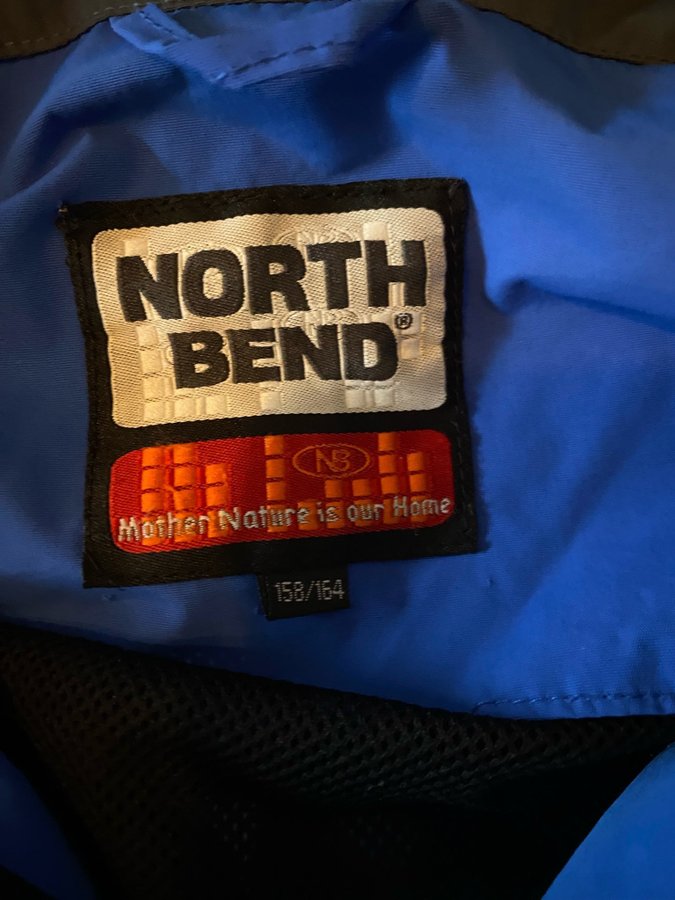 NORTH
BEND®
NB
Mother Nature is our Home
158/164